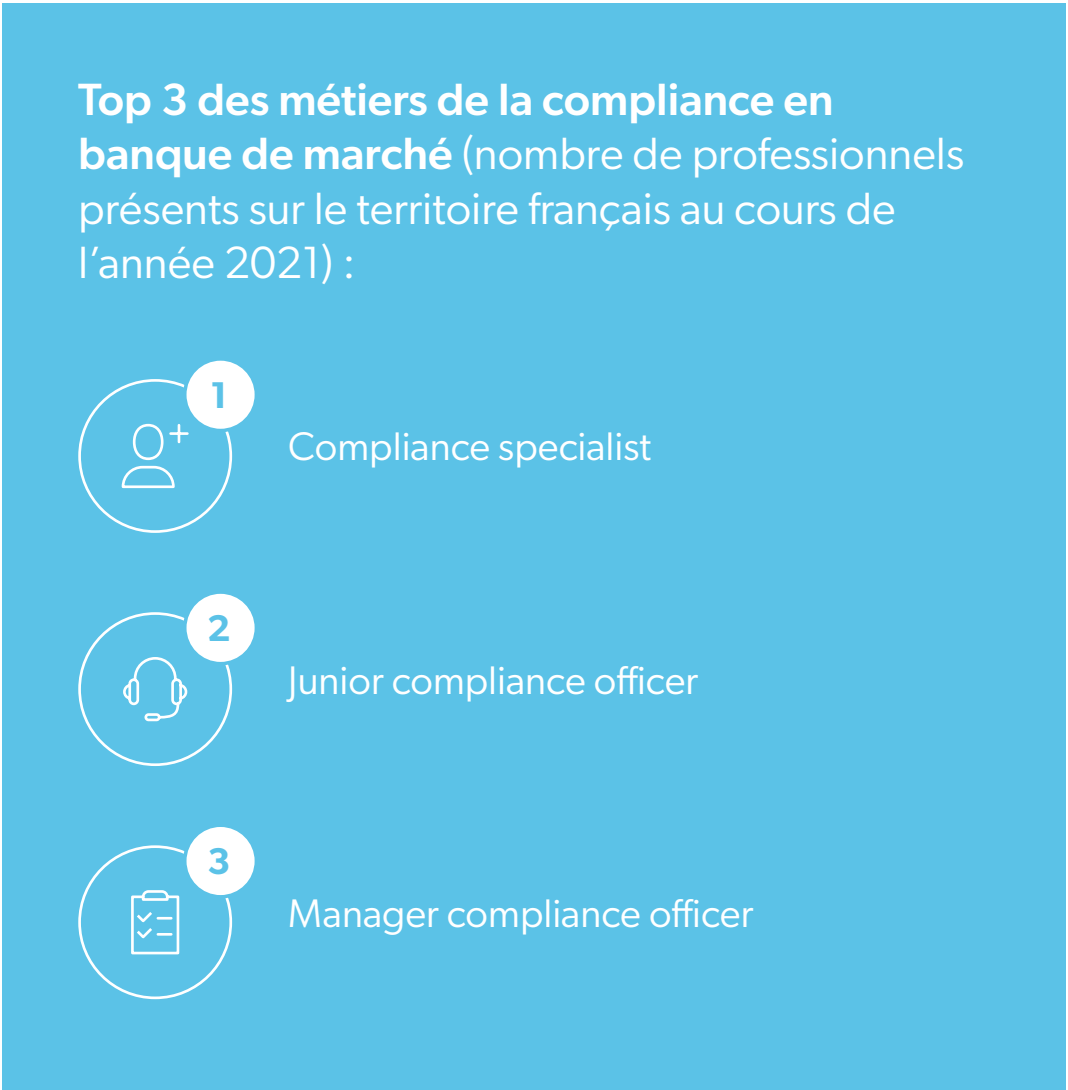 Top 3 des métiers de la compliance en
banque de marché (nombre de professionnels
présents sur le territoire français au cours de
l’année 2021) :
1
Compliance specialist
2
Junior compliance officer
3
Manager compliance officer